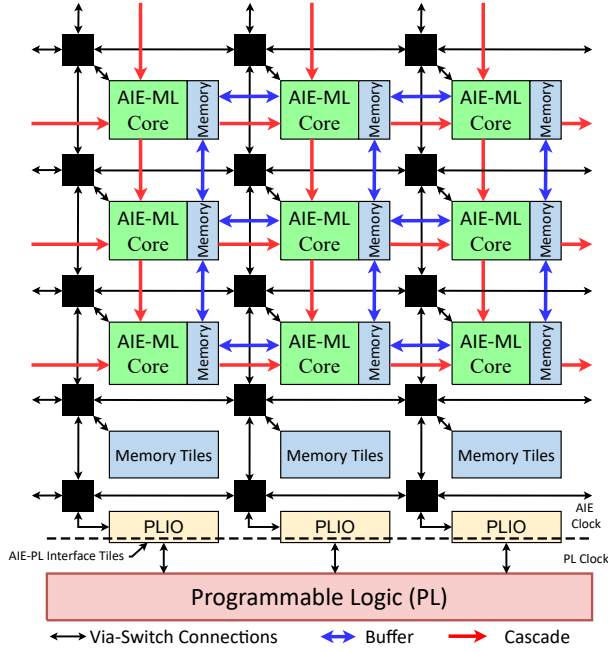 AIE-ML Core Memory AIE-ML Core Memory AIE-ML Core Memory
AIE-ML Core Memory AIE-ML Core Memory AIE-ML Core Memory
AIE-ML Core Memory AIE-ML Core Memory AIE-ML Core Memory
Memory Tiles Memory Tiles Memory Tiles
AIE Clock
PLIO PLIO PLIO
AIE-PL Interface Tiles
PL Clock
Programmable Logic (PL)
Via-Switch Connections Buffer Cascade